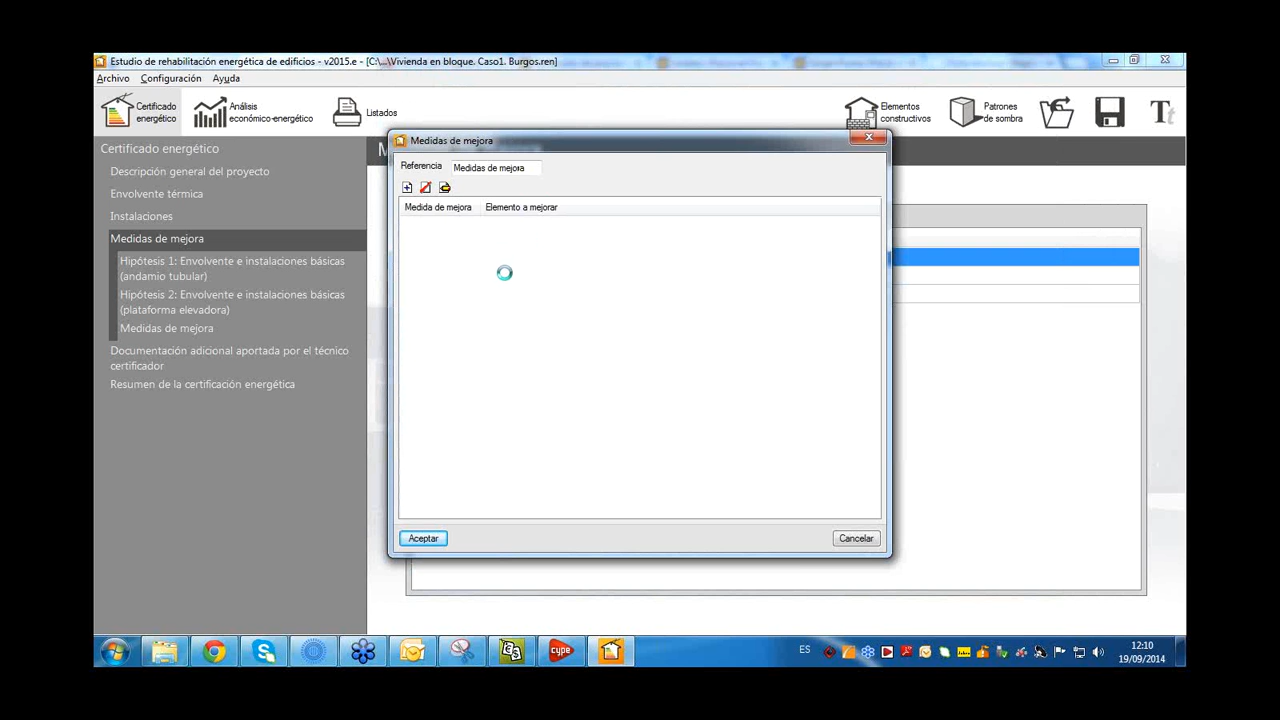 Estudio de rehabilitación energética de edificios - v2015.e - [C:\...\Vivienda en bloque. Caso1. Burgos.ren]
Archivo Configuración Ayuda
Certificado energético
Análisis económico-energético
Listados
Elementos constructivos
Patrones de sombra
Certificado energético
Descripción general del proyecto
Envolvente térmica
Instalaciones
Medidas de mejora
Hipótesis 1: Envolvente e instalaciones básicas
(andamio tubular)
Hipótesis 2: Envolvente e instalaciones básicas
(plataforma elevadora)
Medidas de mejora
Documentación adicional aportada por el técnico
certificador
Resumen de la certificación energética
Medidas de mejora
Referencia Medidas de mejora
Medida de mejora Elemento a mejorar
Aceptar Cancelar
cype
ES
12:10
19/09/2014